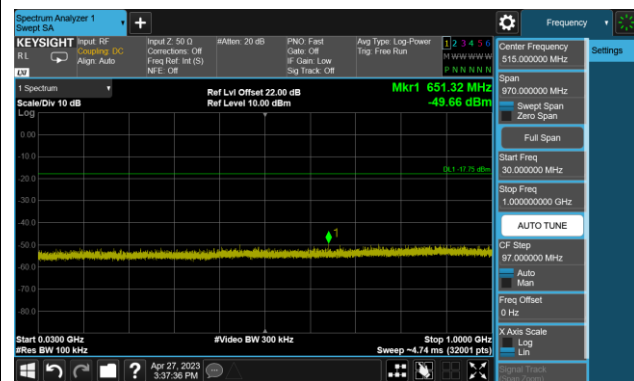 Spectrum Analyzer 1
Swept SA
Frequency
KEYSIGHT
RL
LXI
Input: RF
Coupling: DC
Align: Auto
Input Z: 50 Ω
Corrections: Off
Freq Ref: Int (S)
NFE: Off
#Atten: 20 dB
PNO: Fast
Gate: Off
IF Gain: Low
Sig Track: Off
Avg Type: Log-Power
Trig: Free Run
1 2 3 4 5 6
M W W W W W
P N N N N N
1 Spectrum
Scale/Div 10 dB
Log
Ref Lvl Offset 22.00 dB
Ref Level 10.00 dBm
Mkr1 651.32 MHz
-49.66 dBm
0.00
-10.0
DL1 -17.75 dBm
-20.0
-30.0
-40.0
1
-50.0
-60.0
-70.0
-80.0
Start 0.0300 GHz
#Res BW 100 kHz
#Video BW 300 kHz
Stop 1.0000 GHz
Sweep ~4.74 ms (32001 pts)
Center Frequency
515.000000 MHz
Settings
Span
970.000000 MHz
Swept Span
Zero Span
Full Span
Start Freq
30.000000 MHz
Stop Freq
1.000000000 GHz
AUTO TUNE
CF Step
97.000000 MHz
Auto
Man
Freq Offset
0 Hz
X Axis Scale
Log
Lin
Signal Track
(Span Zoom)
?
Apr 27, 2023
3:37:36 PM